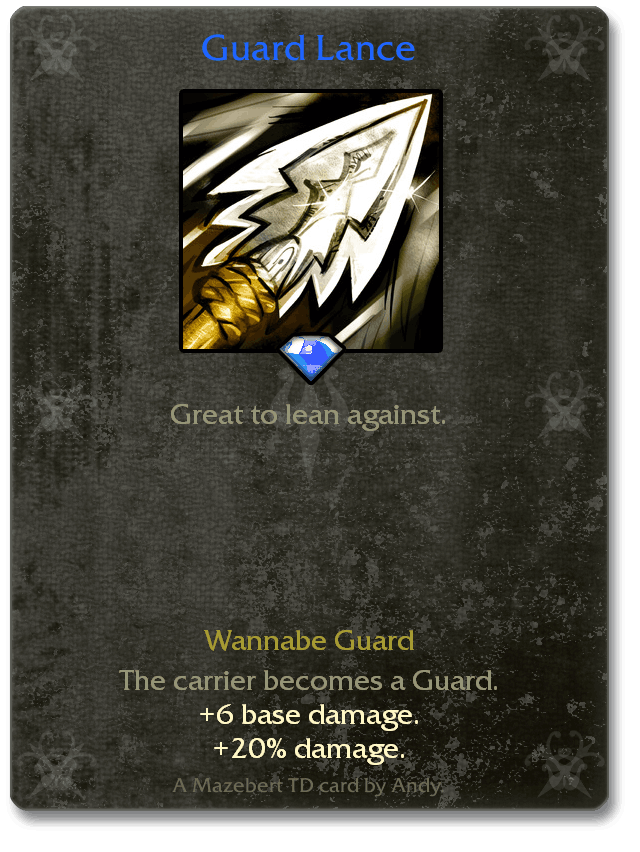 Guard Lance
Great to lean against.
Wannabe Guard
The carrier becomes a Guard.
+6 base damage.
+20% damage.
A Mazebert TD card by Andy.